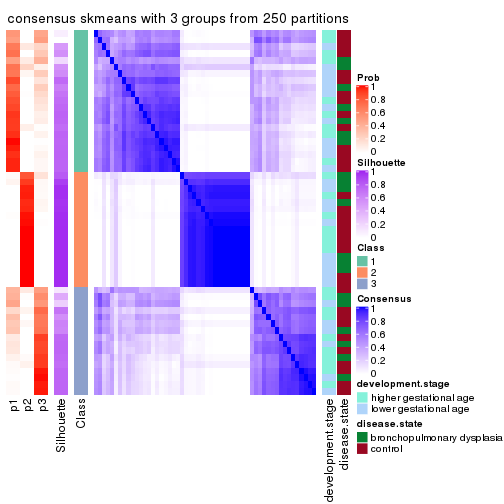 consensus skmeans with 3 groups from 250 partitions
Prob
1
0.8
0.6
0.4
0.2
0
Silhouette
1
0.8
0.6
0.4
0.2
0
Class
1
2
3
Consensus
1
0.8
0.6
0.4
0.2
0
development.stage
higher gestational age
lower gestational age
disease.state
bronchopulmonary dysplasia
control
p1
p2
p3
Silhouette
Class
development.stage
disease.state